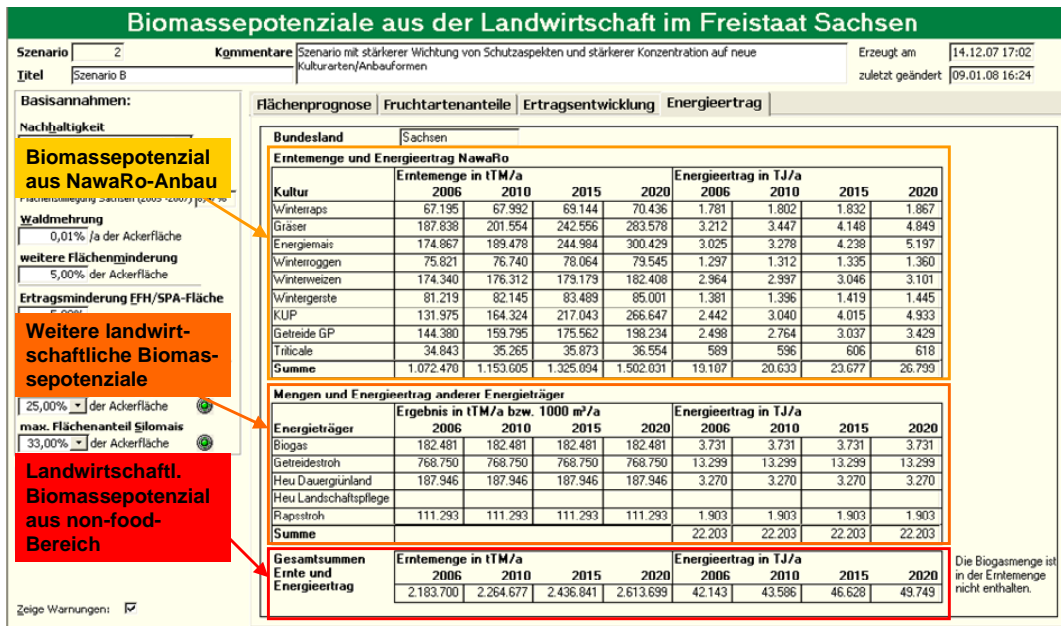 Biomassepotenziale aus der Landwirtschaft im Freistaat Sachsen
Szenario 2 Kommentare Szenario mit stärkerer Wichtung von Schutzaspekten und stärkerer Konzentration auf neue Kulturarten/Anbauformen Erzeugt am 14.12.07 17:02
Titel Szenario B zuletzt geändert 09.01.08 16:24
Basisannahmen:
Nachhaltigkeit
Biomassepotenzial
aus NawaRo-Anbau
Flächenstilllegung Sachsen (2005 -2007)
Waldmehrung
0,01% /a der Ackerfläche
weitere Flächenminderung
5,00% der Ackerfläche
Ertragsminderung FFH/SPA-Fläche
Weitere landwirt-
schaftliche Biomas-
sepotenziale
25,00% der Ackerfläche
max. Flächenanteil Silomais
33,00% der Ackerfläche
Landwirtschaftl.
Biomassepotenzial
aus non-food-
Bereich
Zeige Warnungen:
Flächenprognose Fruchtartenanteile Ertragsentwicklung Energieertrag
Bundesland Sachsen
Erntemenge und Energieertrag NawaRo
Erntemenge in tTM/a Energieertrag in TJ/a
Kultur 2006 2010 2015 2020 2006 2010 2015 2020
Winterraps 67.195 67.992 69.144 70.436 1.781 1.802 1.832 1.867
Gräser 187.838 201.554 242.556 283.578 3.212 3.447 4.148 4.849
Energiemais 174.867 189.478 244.984 300.429 3.025 3.278 4.238 5.197
Winterroggen 75.821 76.740 78.064 79.545 1.297 1.312 1.335 1.360
Winterweizen 174.340 176.312 179.179 182.408 2.964 2.997 3.046 3.101
Wintergerste 81.219 82.145 83.489 85.001 1.381 1.396 1.419 1.445
KUP 131.975 164.324 217.043 266.647 2.442 3.040 4.015 4.933
Getreide GP 144.380 159.795 175.562 198.234 2.498 2.764 3.037 3.429
Triticale 34.843 35.265 35.873 36.554 589 596 606 618
Summe 1.072.470 1.153.605 1.325.894 1.502.831 19.187 20.633 23.677 26.799
Mengen und Energieertrag anderer Energieträger
Ergebnis in tTM/a bzw. 1000 m³/a Energieertrag in TJ/a
Energieträger 2006 2010 2015 2020 2006 2010 2015 2020
Biogas 182.481 182.481 182.481 182.481 3.731 3.731 3.731 3.731
Getreidestroh 768.750 768.750 768.750 768.750 13.299 13.299 13.299 13.299
Heu Dauergrünland 187.946 187.946 187.946 187.946 3.270 3.270 3.270 3.270
Heu Landschaftspflege
Rapsstroh 111.293 111.293 111.293 111.293 1.903 1.903 1.903 1.903
Summe 22.203 22.203 22.203 22.203
Gesamtsummen Erntemenge in tTM/a Energieertrag in TJ/a
Ernte und 2006 2010 2015 2020 2006 2010 2015 2020
Energieertrag 2.183.700 2.264.677 2.436.841 2.613.699 42.143 43.586 46.628 49.749
Die Biogasmenge ist
in der Erntemenge
nicht enthalten.